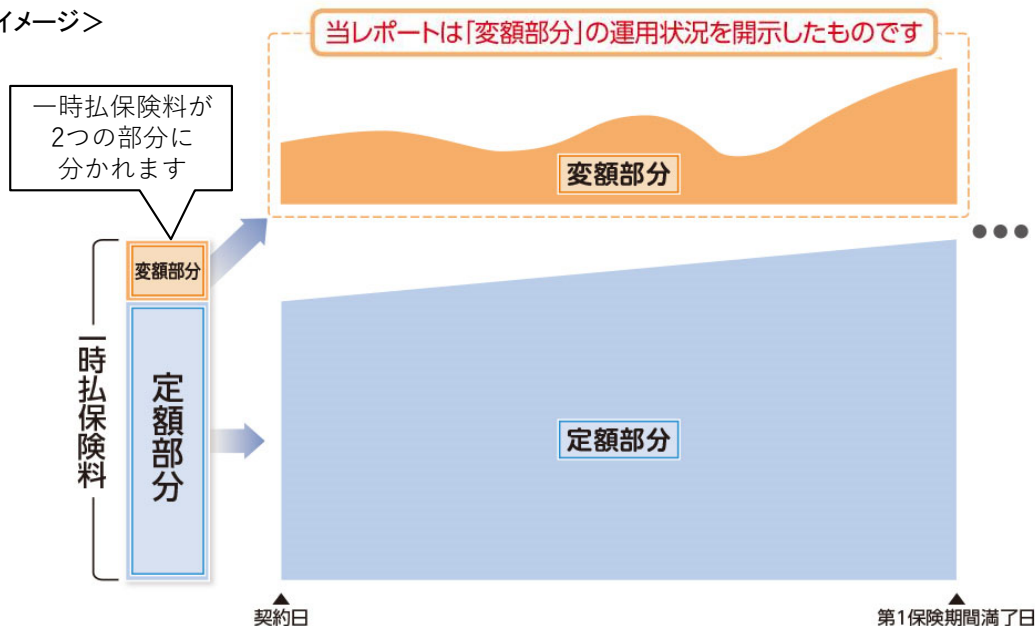 イメージ＞
当レポートは「変額部分」の運用状況を開示したものです
一時払保険料が
2つの部分に
分かれます
変額部分
変額部分
一時払保険料
定額部分
定額部分
契約日
第1保険期間満了日